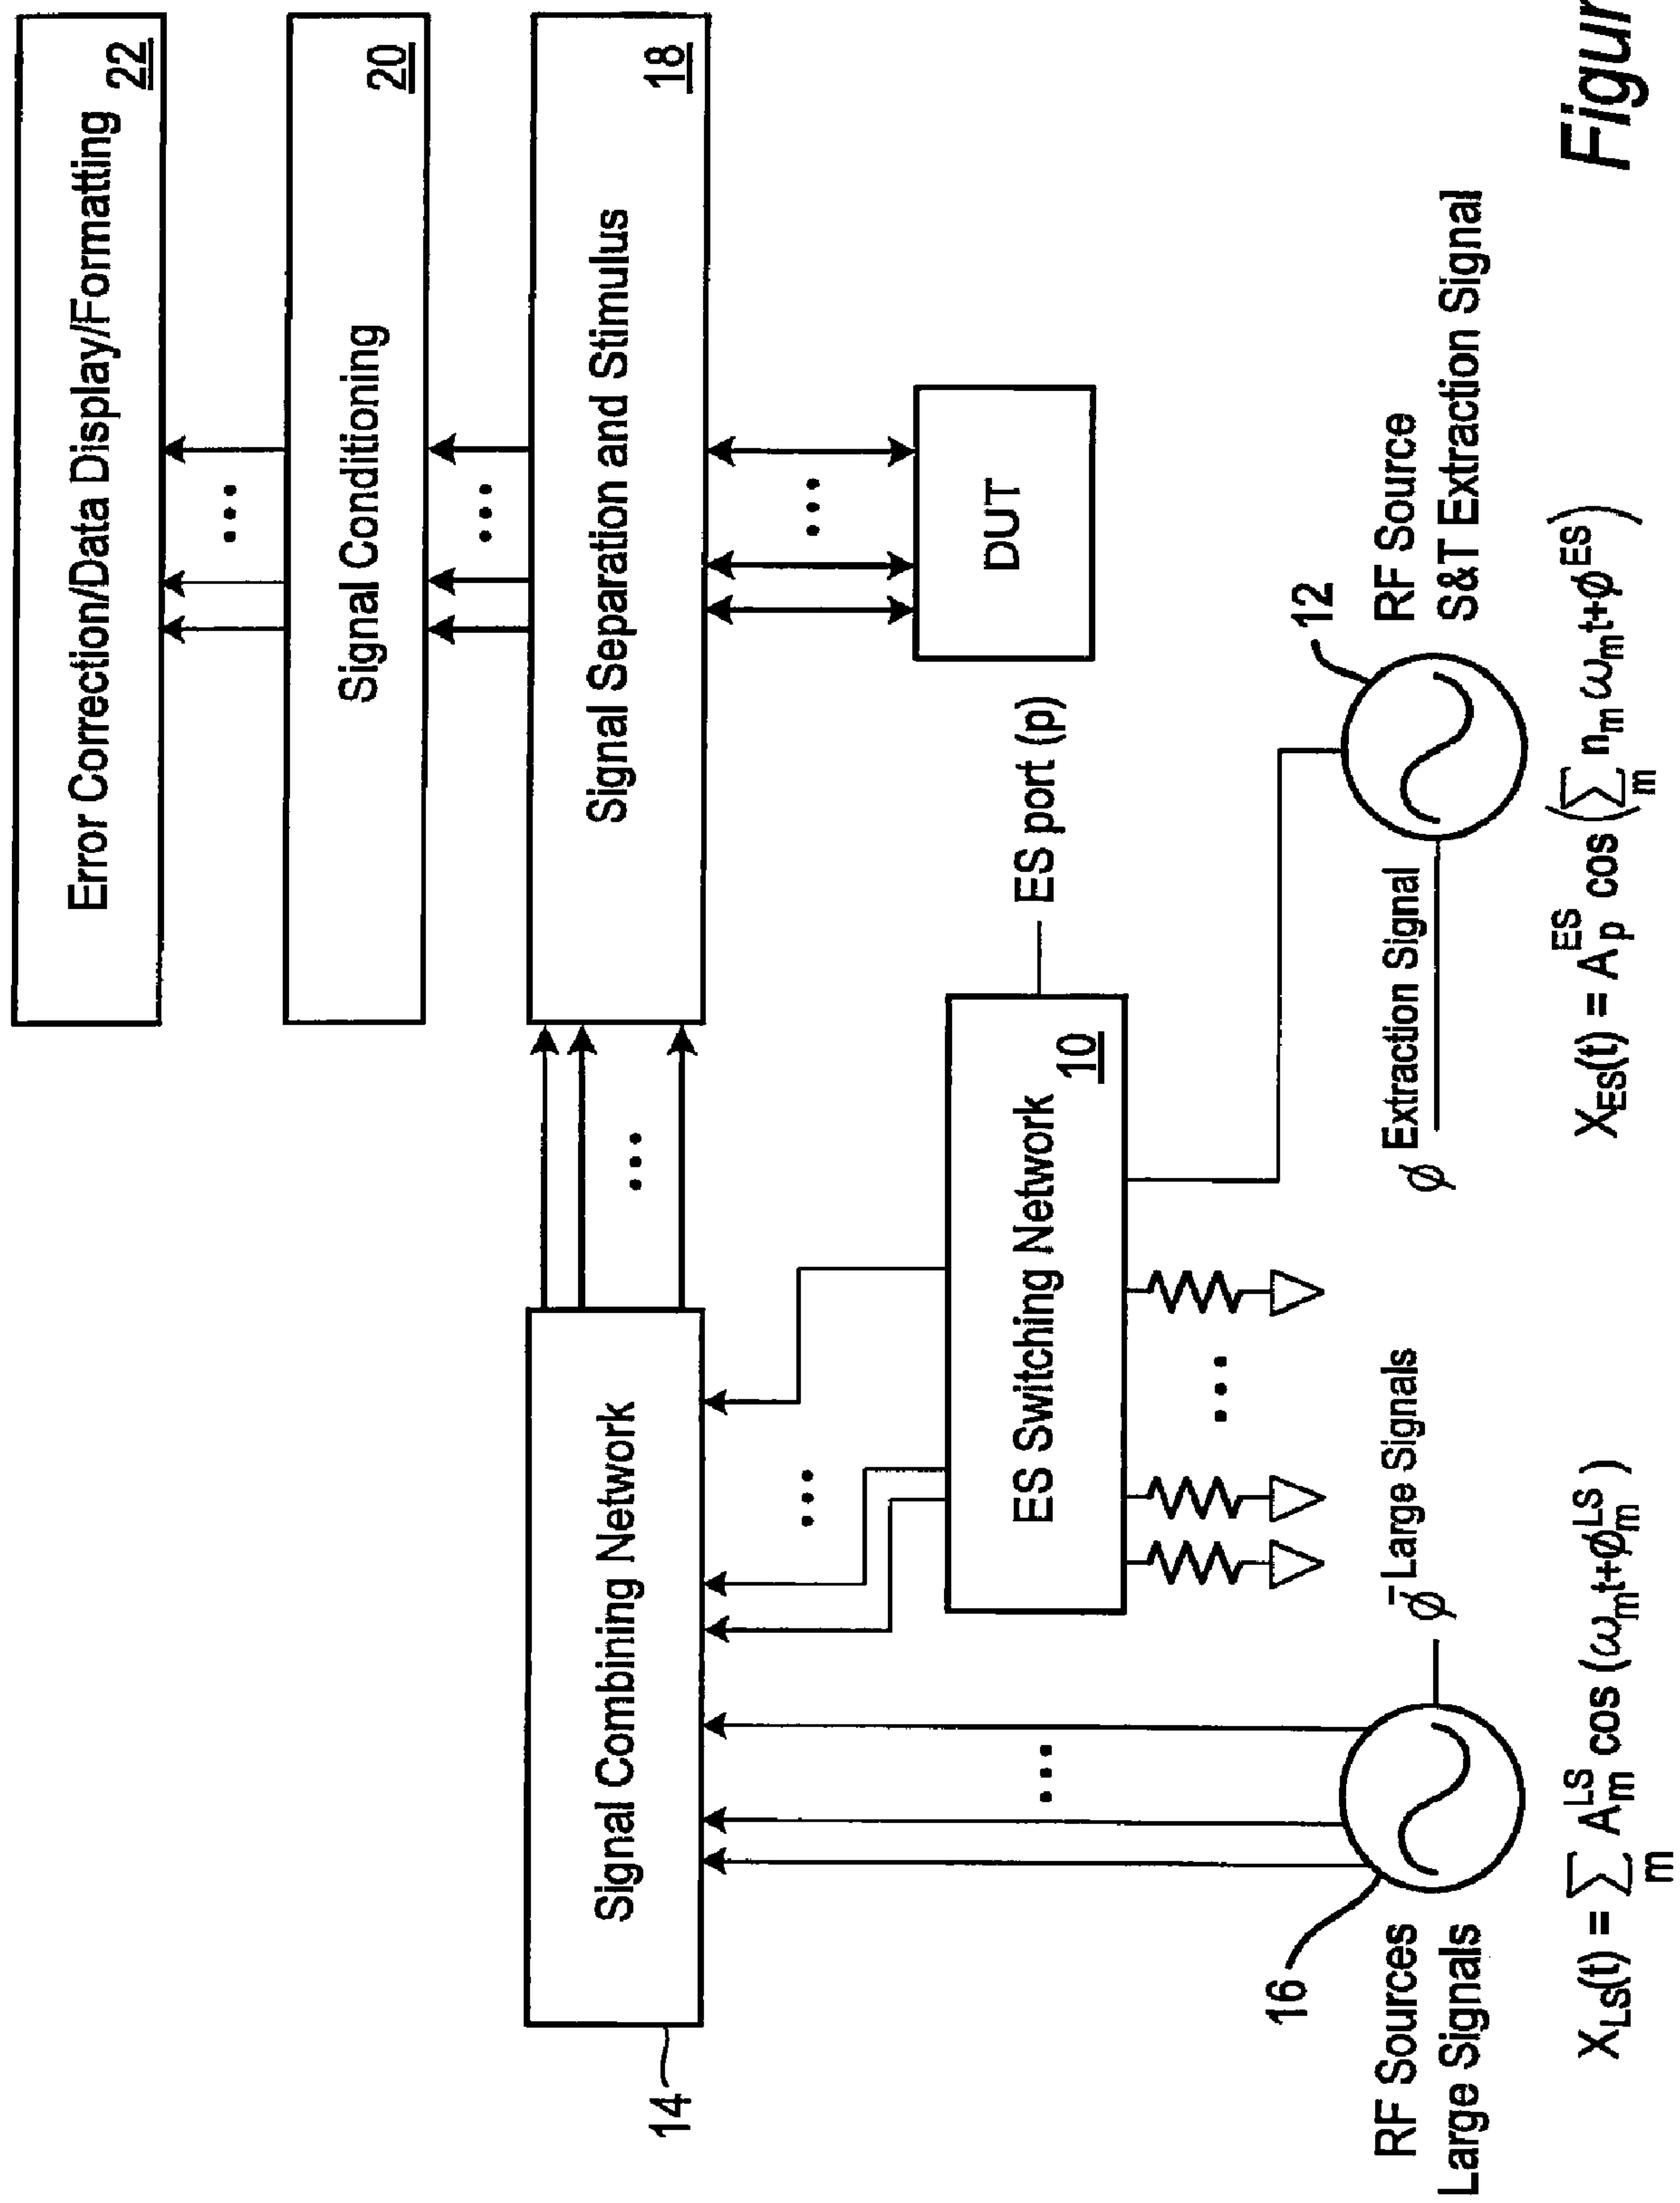 Error Correction/Data Display/Formatting
22
Signal Conditioning
20
Signal Combining Network
14
Signal Separation and Stimulus
18
...
DUT
ES Switching Network
10
ES port (p)
...
...
...
...
...
...
...
16
RF Sources
Large Signals
ϕ̄ Large Signals
ϕ Extraction Signal
12
RF Source
S&T Extraction Signal
X_LS(t) = ∑_m A_m^LS cos (ω_m t+ϕ_m^LS)
X_ES(t) = A_p^ES cos (∑_m n_m ω_m t+ϕ^ES)